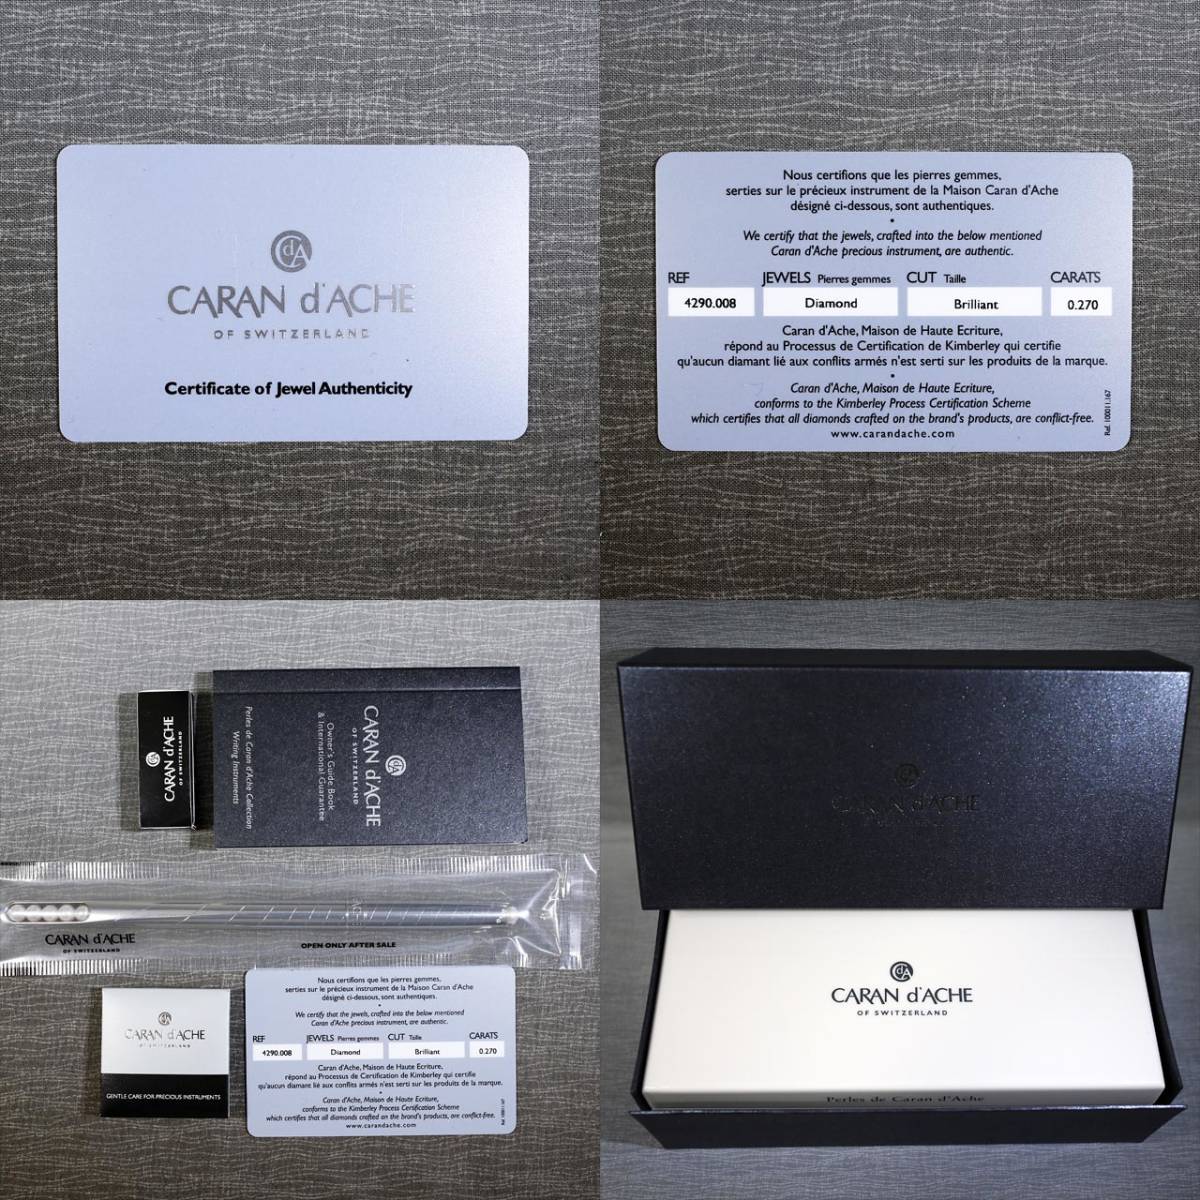 CdA
CARAN d'ACHE
OF SWITZERLAND
Certificate of Jewel Authenticity
Nous certifions que les pierres gemmes,
serties sur le précieux instrument de la Maison Caran d'Ache
désigné ci-dessous, sont authentiques.
•
We certify that the jewels, crafted into the below mentioned
Caran d'Ache precious instrument, are authentic.
REF JEWELS Pierres gemmes CUT Taille CARATS
4290.008 Diamond Brilliant 0.270
Caran d'Ache, Maison de Haute Ecriture,
répond au Processus de Certification de Kimberley qui certifie
qu'aucun diamant lié aux conflits armés n'est serti sur les produits de la marque.
•
Caran d'Ache, Maison de Haute Ecriture,
conforms to the Kimberley Process Certification Scheme
which certifies that all diamonds crafted on the brand's products, are conflict-free.
www.carandache.com
Ref. 100011.167
CdA
CARAN d'ACHE
OF SWITZERLAND
CdA
CARAN d'ACHE
OF SWITZERLAND
Owner's Guide Book
& International Guarantee
Perles de Caran d'Ache Collection
Writing Instruments
CARAN d'ACHE
OF SWITZERLAND
OPEN ONLY AFTER SALE
CdA
CARAN d'ACHE
OF SWITZERLAND
GENTLE CARE FOR PRECIOUS INSTRUMENTS
Nous certifions que les pierres gemmes,
serties sur le précieux instrument de la Maison Caran d'Ache
désigné ci-dessous, sont authentiques.
•
We certify that the jewels, crafted into the below mentioned
Caran d'Ache precious instrument, are authentic.
REF JEWELS Pierres gemmes CUT Taille CARATS
4290.008 Diamond Brilliant 0.270
Caran d'Ache, Maison de Haute Ecriture,
répond au Processus de Certification de Kimberley qui certifie
qu'aucun diamant lié aux conflits armés n'est serti sur les produits de la marque.
•
Caran d'Ache, Maison de Haute Ecriture,
conforms to the Kimberley Process Certification Scheme
which certifies that all diamonds crafted on the brand's products, are conflict-free.
www.carandache.com
Ref. 100011.167
CdA
CARAN d'ACHE
CdA
CARAN d'ACHE
OF SWITZERLAND
Perles de Caran d'Ache